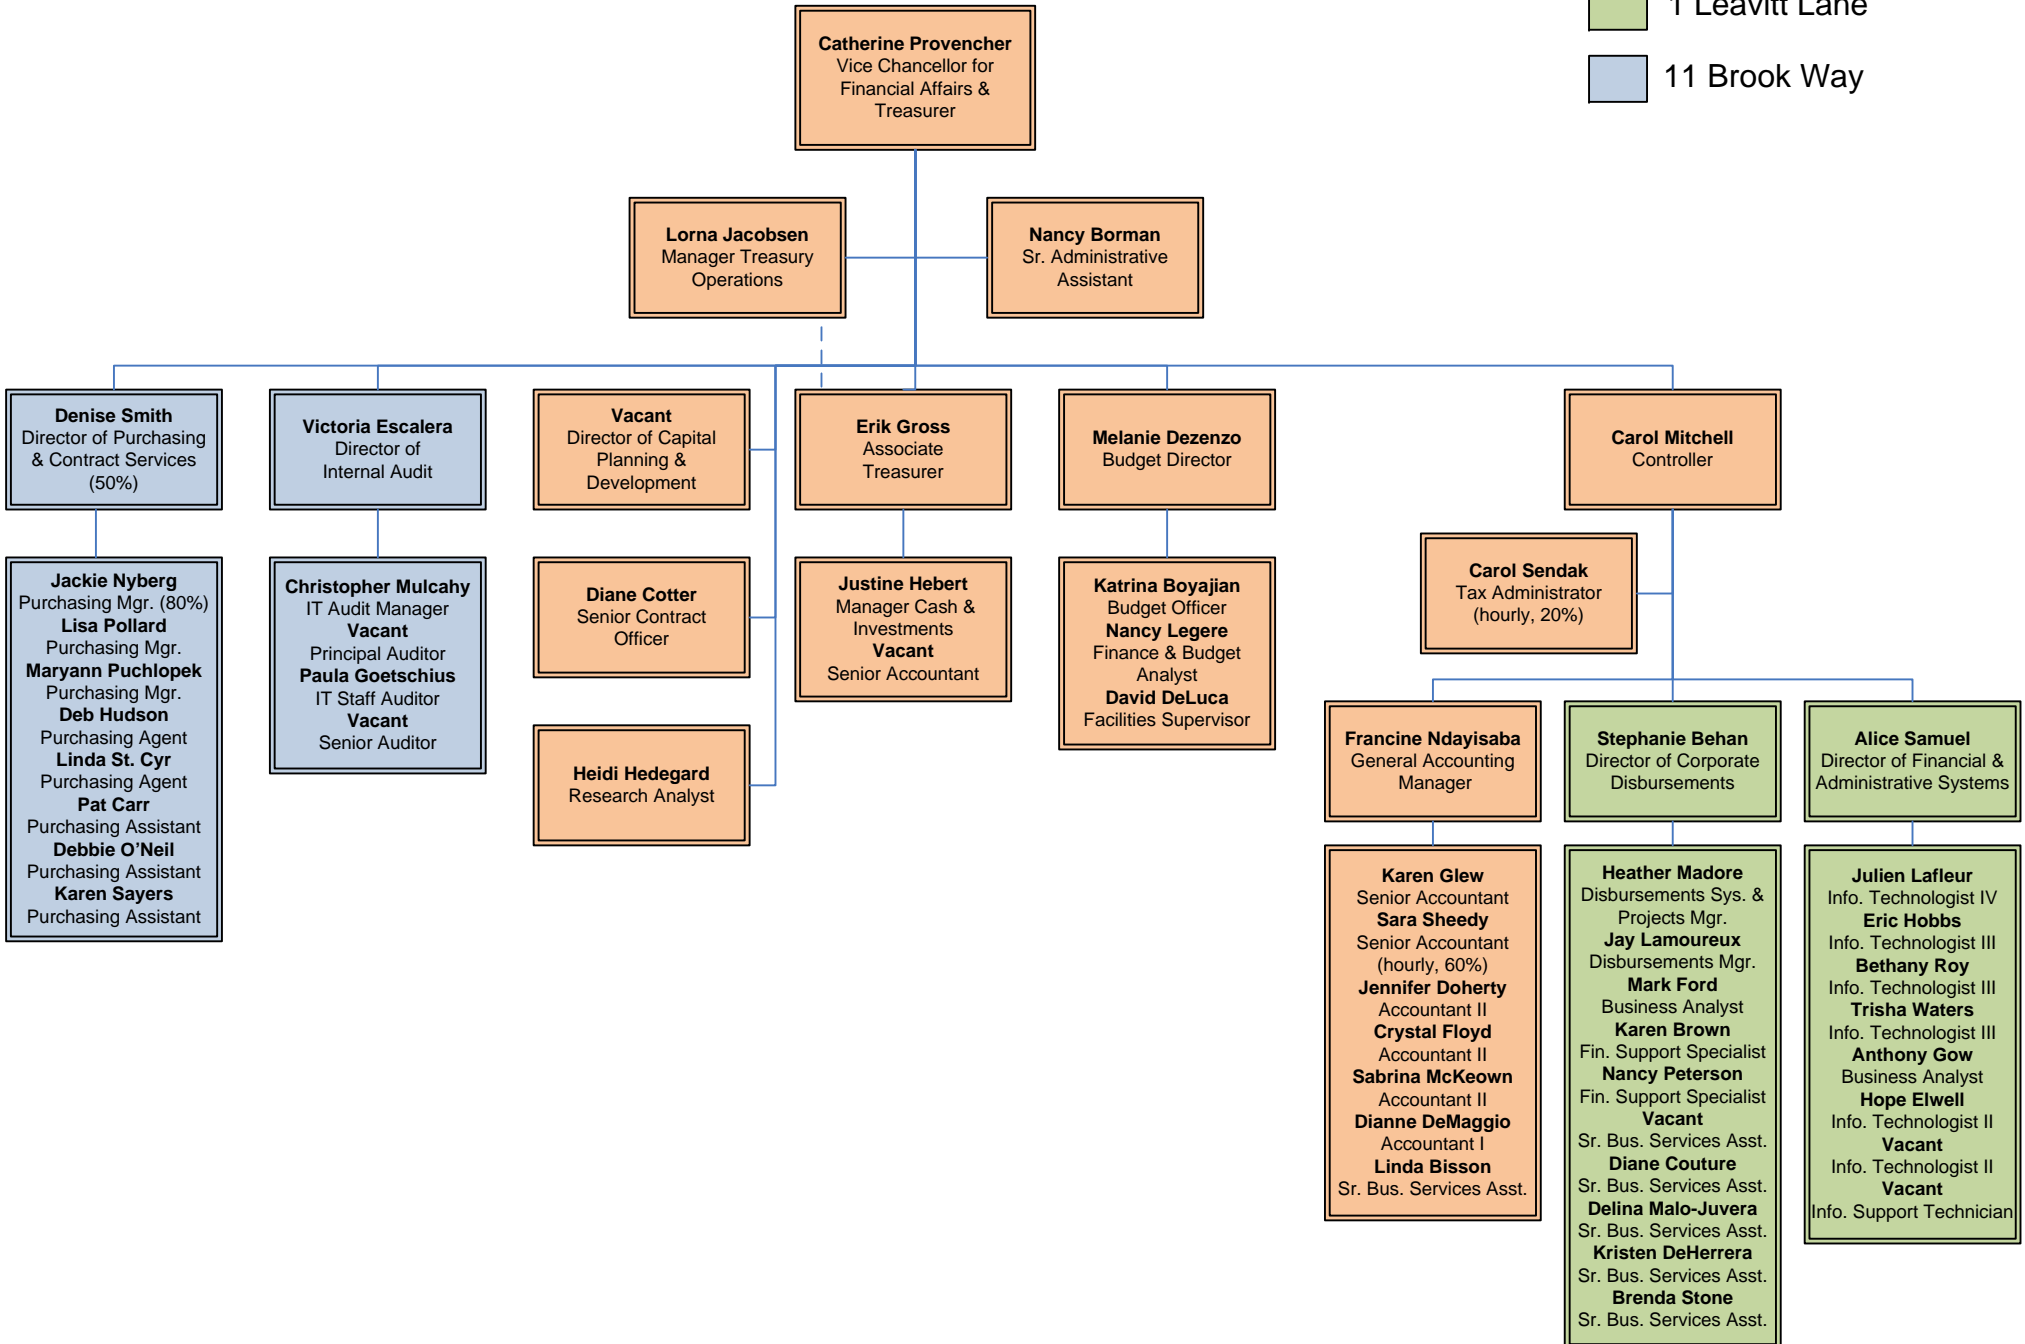 1 Leavitt Lane
11 Brook Way
Catherine Provencher
Vice Chancellor for
Financial Affairs &
Treasurer
Lorna Jacobsen
Manager Treasury
Operations
Nancy Borman
Sr. Administrative
Assistant
Denise Smith
Director of Purchasing
& Contract Services
(50%)
Victoria Escalera
Director of
Internal Audit
Vacant
Director of Capital
Planning &
Development
Erik Gross
Associate
Treasurer
Melanie Dezenzo
Budget Director
Carol Mitchell
Controller
Jackie Nyberg
Purchasing Mgr. (80%)
Lisa Pollard
Purchasing Mgr.
Maryann Puchlopek
Purchasing Mgr.
Deb Hudson
Purchasing Agent
Linda St. Cyr
Purchasing Agent
Pat Carr
Purchasing Assistant
Debbie O’Neil
Purchasing Assistant
Karen Sayers
Purchasing Assistant
Christopher Mulcahy
IT Audit Manager
Vacant
Principal Auditor
Paula Goetschius
IT Staff Auditor
Vacant
Senior Auditor
Diane Cotter
Senior Contract
Officer
Heidi Hedegard
Research Analyst
Justine Hebert
Manager Cash &
Investments
Vacant
Senior Accountant
Katrina Boyajian
Budget Officer
Nancy Legere
Finance & Budget
Analyst
David DeLuca
Facilities Supervisor
Carol Sendak
Tax Administrator
(hourly, 20%)
Francine Ndayisaba
General Accounting
Manager
Stephanie Behan
Director of Corporate
Disbursements
Alice Samuel
Director of Financial &
Administrative Systems
Karen Glew
Senior Accountant
Sara Sheedy
Senior Accountant
(hourly, 60%)
Jennifer Doherty
Accountant II
Crystal Floyd
Accountant II
Sabrina McKeown
Accountant II
Dianne DeMaggio
Accountant I
Linda Bisson
Sr. Bus. Services Asst.
Heather Madore
Disbursements Sys. &
Projects Mgr.
Jay Lamoureux
Disbursements Mgr.
Mark Ford
Business Analyst
Karen Brown
Fin. Support Specialist
Nancy Peterson
Fin. Support Specialist
Vacant
Sr. Bus. Services Asst.
Diane Couture
Sr. Bus. Services Asst.
Delina Malo-Juvera
Sr. Bus. Services Asst.
Kristen DeHerrera
Sr. Bus. Services Asst.
Brenda Stone
Sr. Bus. Services Asst.
Julien Lafleur
Info. Technologist IV
Eric Hobbs
Info. Technologist III
Bethany Roy
Info. Technologist III
Trisha Waters
Info. Technologist III
Anthony Gow
Business Analyst
Hope Elwell
Info. Technologist II
Vacant
Info. Technologist II
Vacant
Info. Support Technician